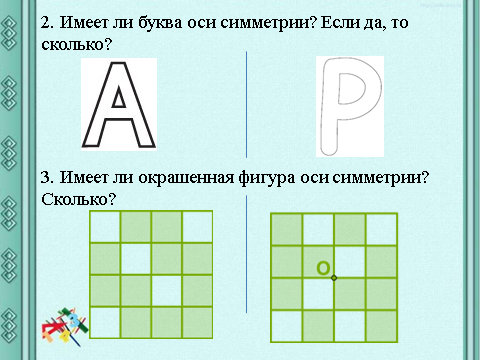 2. Имеет ли буква оси симметрии? Если да, то
сколько?
А Р
3. Имеет ли окрашенная фигура оси симметрии?
Сколько?
О